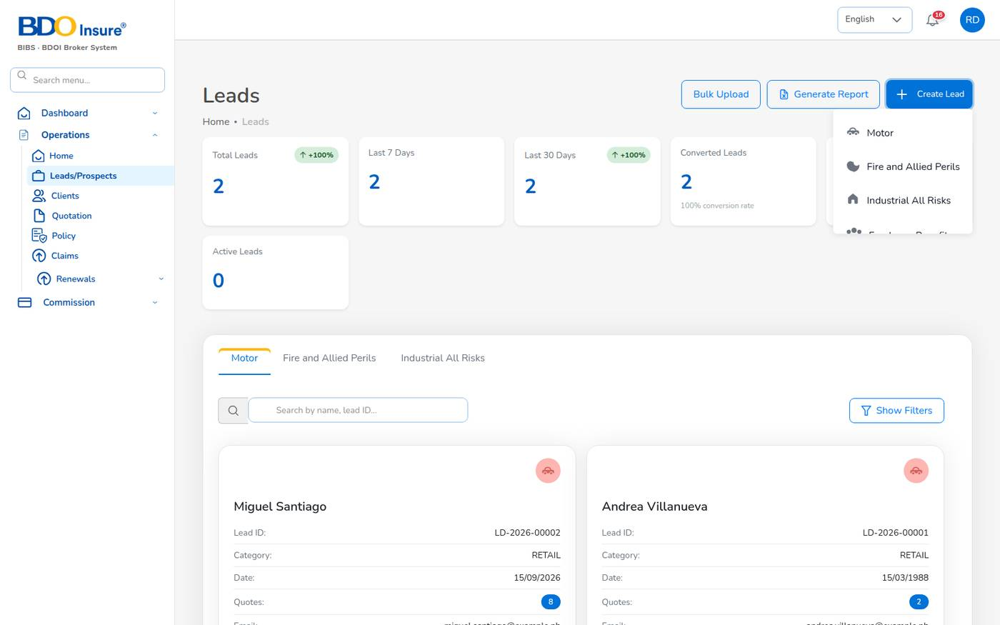 BDO Insure®
BIBS · BDOI Broker System
Search menu...
Dashboard
Operations
Home
Leads/Prospects
Clients
Quotation
Policy
Claims
Renewals
Commission
English
16
RD
Leads
Home • Leads
Bulk Upload
Generate Report
Create Lead
Motor
Fire and Allied Perils
Industrial All Risks
Total Leads
+100%
2
Last 7 Days
2
Last 30 Days
+100%
2
Converted Leads
2
100% conversion rate
Active Leads
0
Motor
Fire and Allied Perils
Industrial All Risks
Search by name, lead ID...
Show Filters
Miguel Santiago
Lead ID: LD-2026-00002
Category: RETAIL
Date: 15/09/2026
Quotes: 8
Andrea Villanueva
Lead ID: LD-2026-00001
Category: RETAIL
Date: 15/03/1988
Quotes: 2